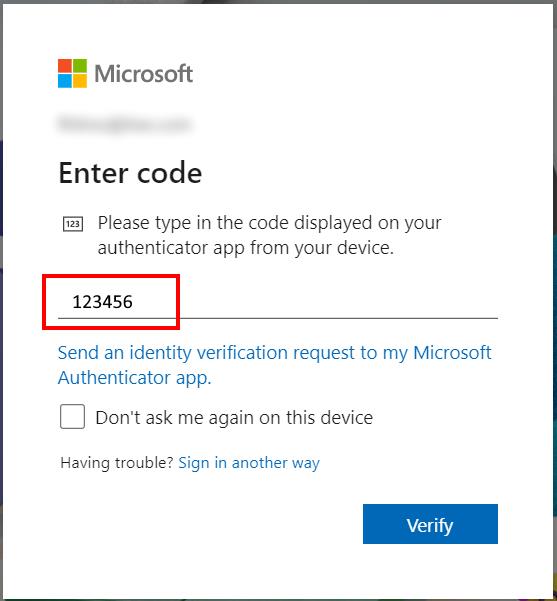 Microsoft
Enter code
123
Please type in the code displayed on your
authenticator app from your device.
123456
Send an identity verification request to my Microsoft
Authenticator app.
Don't ask me again on this device
Having trouble? Sign in another way
Verify